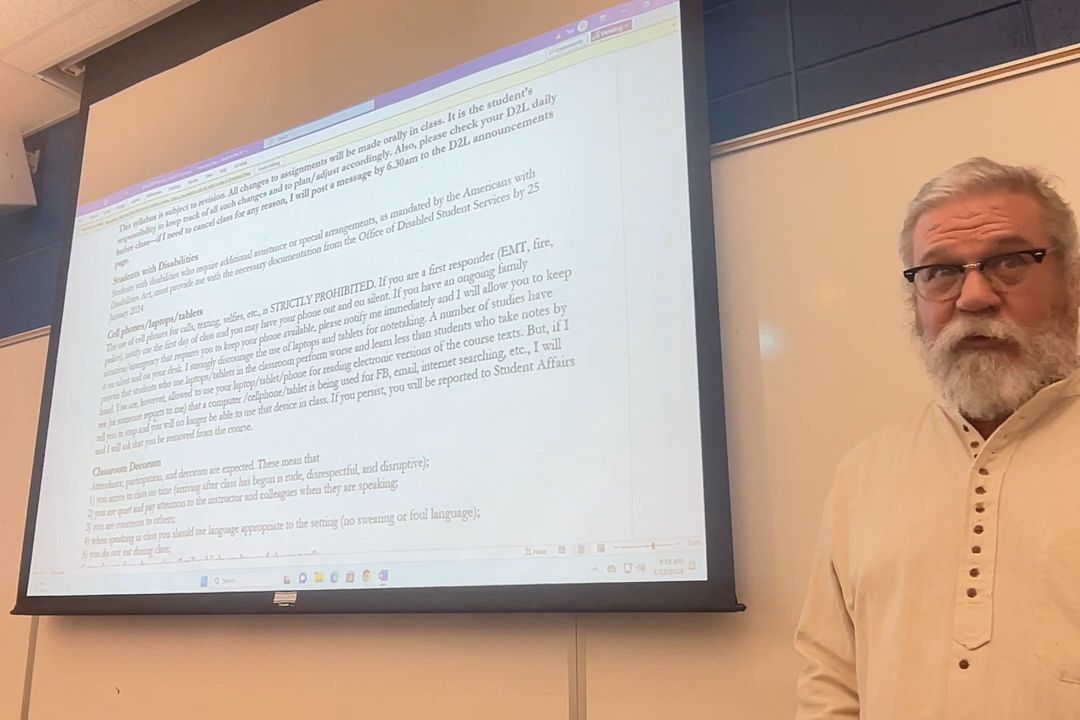 Comments
Viewing
This syllabus is subject to revision. All changes to assignments will be made orally in class. It is the student's
responsibility to keep track of all such changes and to plan/adjust accordingly. Also, please check your D2L daily
before class—if I need to cancel class for any reason, I will post a message by 6.30am to the D2L announcements
page.
Students with Disabilities
Students with disabilities who require additional assistance or special arrangements, as mandated by the Americans with
Disabilities Act, must provide me with the necessary documentation from the Office of Disabled Student Services by 25
January 2024.
Cell phones/laptops/tablets
The use of cell phones for calls, texting, selfies, etc., is STRICTLY PROHIBITED. If you are a first responder (EMT, fire,
police), notify me the first day of class and you may have your phone out and on silent. If you have an ongoing family
situation/emergency that requires you to keep your phone available, please notify me immediately and I will allow you to keep
it on silent and on your desk. I strongly discourage the use of laptops and tablets for notetaking. A number of studies have
proven that students who use laptops/tablets in the classroom perform worse and learn less than students who take notes by
hand. You are, however, allowed to use your laptop/tablet/phone for reading electronic versions of the course texts. But, if I
see (or someone reports to me) that a computer /cellphone/tablet is being used for FB, email, internet searching, etc., I will
tell you to stop and you will no longer be able to use that device in class. If you persist, you will be reported to Student Affairs
and I will ask that you be removed from the course.
Classroom Decorum
Attendance, participation, and decorum are expected. These mean that
1) you arrive to class on time (arriving after class has begun is rude, disrespectful, and disruptive);
2) you are quiet and pay attention to the instructor and colleagues when they are speaking;
3) you are courteous to others;
4) when speaking in class you should use language appropriate to the setting (no swearing or foul language);
5) you do not eat during class;
Focus
Search